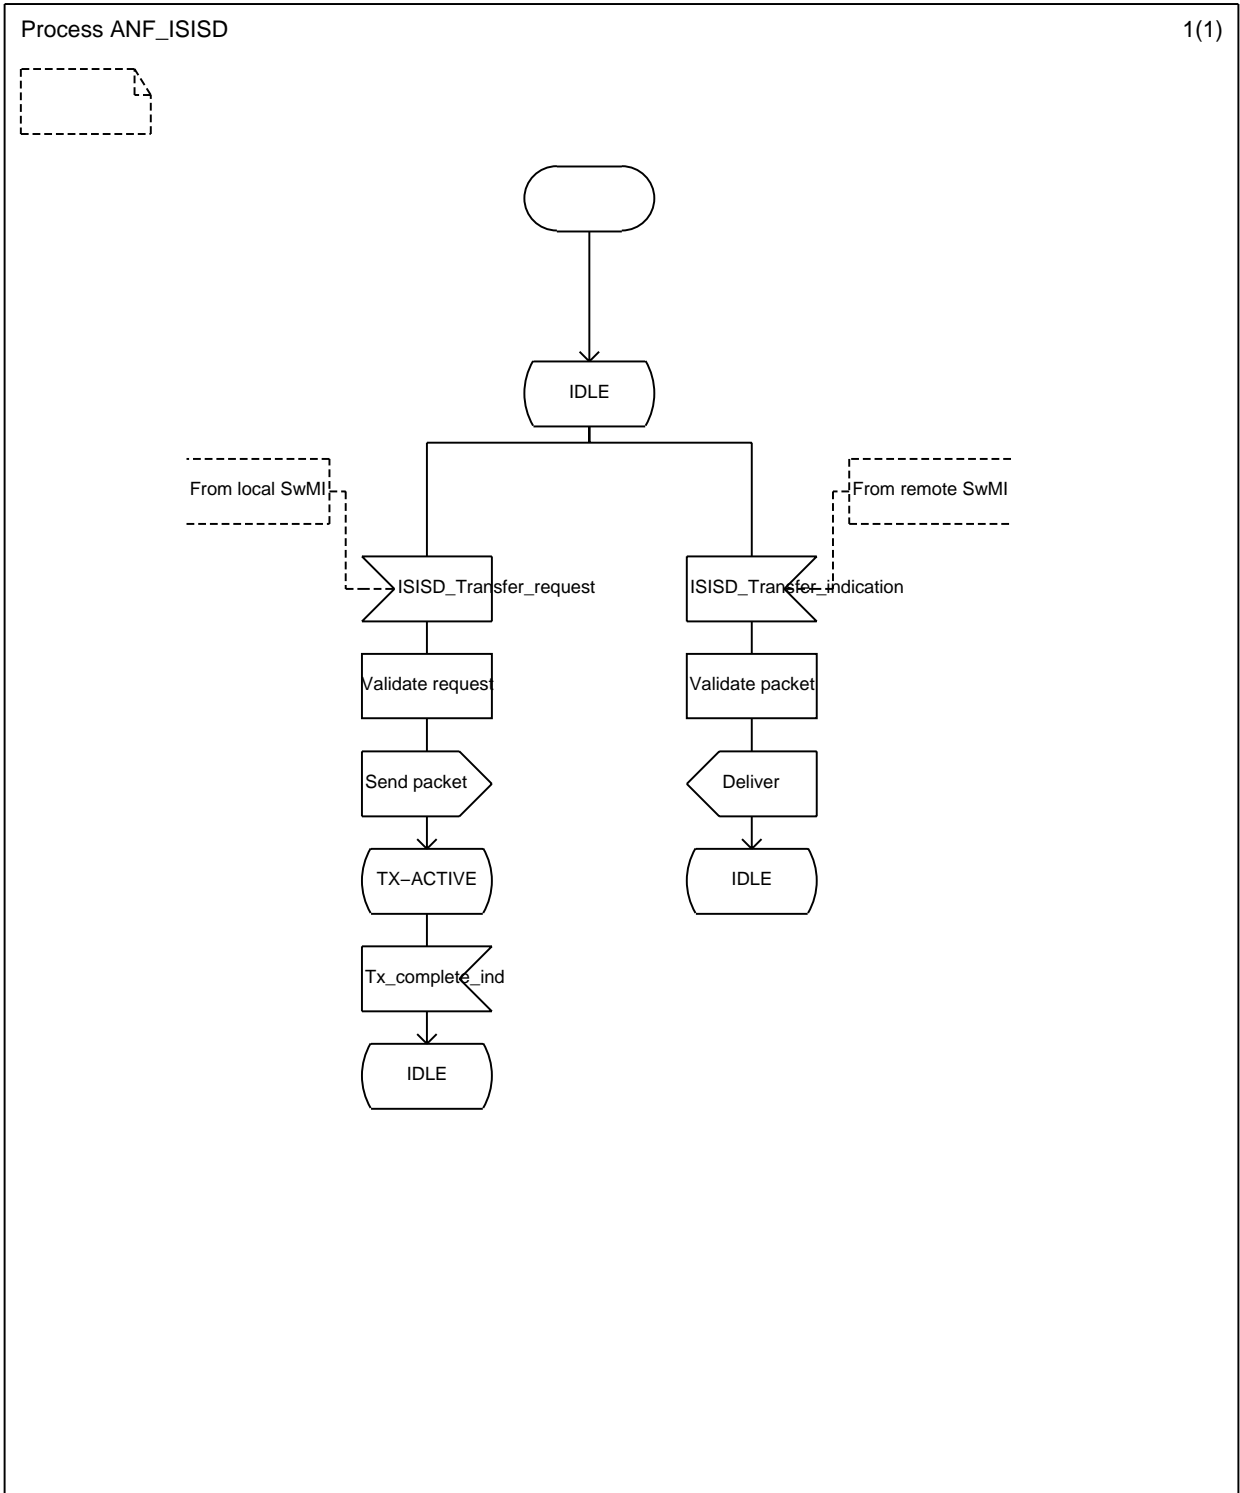 Process ANF_ISISD
1(1)
IDLE
From local SwMI
From remote SwMI
ISISD_Transfer_request
ISISD_Transfer_indication
Validate request
Validate packet
Send packet
Deliver
TX–ACTIVE
IDLE
Tx_complete_ind
IDLE